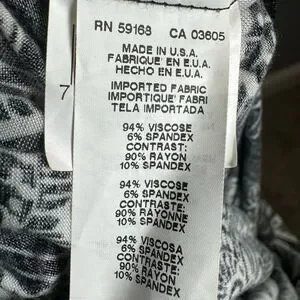 RN 59168 CA 03605
MADE IN U.S.A.
FABRIQUE' EN E.U.A.
HECHO EN E.U.A.
7
IMPORTED FABRIC
IMPORTIQUE' FABRI
TELA IMPORTADA
94% VISCOSE
6% SPANDEX
CONTRAST:
90% RAYON
10% SPANDEX
94% VISCOSE
6% SPANDEX
CONTRASTE:
90% RAYONNE
10% SPANDEX
94% VISCOSA
6% SPANDEX
CONTRASTE:
90% RAYON
10% SPANDEX